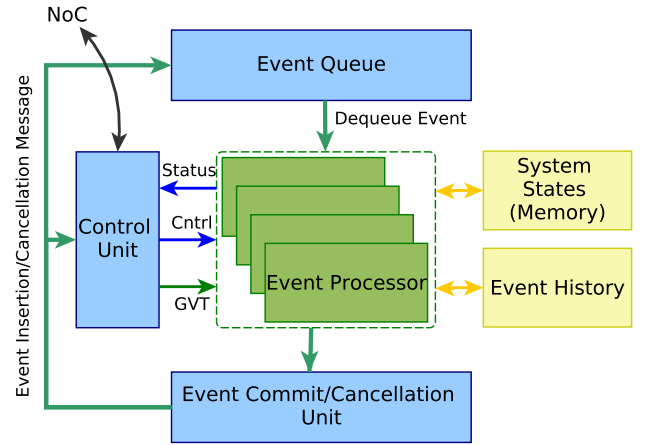 NoC
Event Queue
Dequeue Event
Event Insertion/Cancellation Message
Status
Cntrl
GVT
Control
Unit
Event Processor
System
States
(Memory)
Event History
Event Commit/Cancellation
Unit